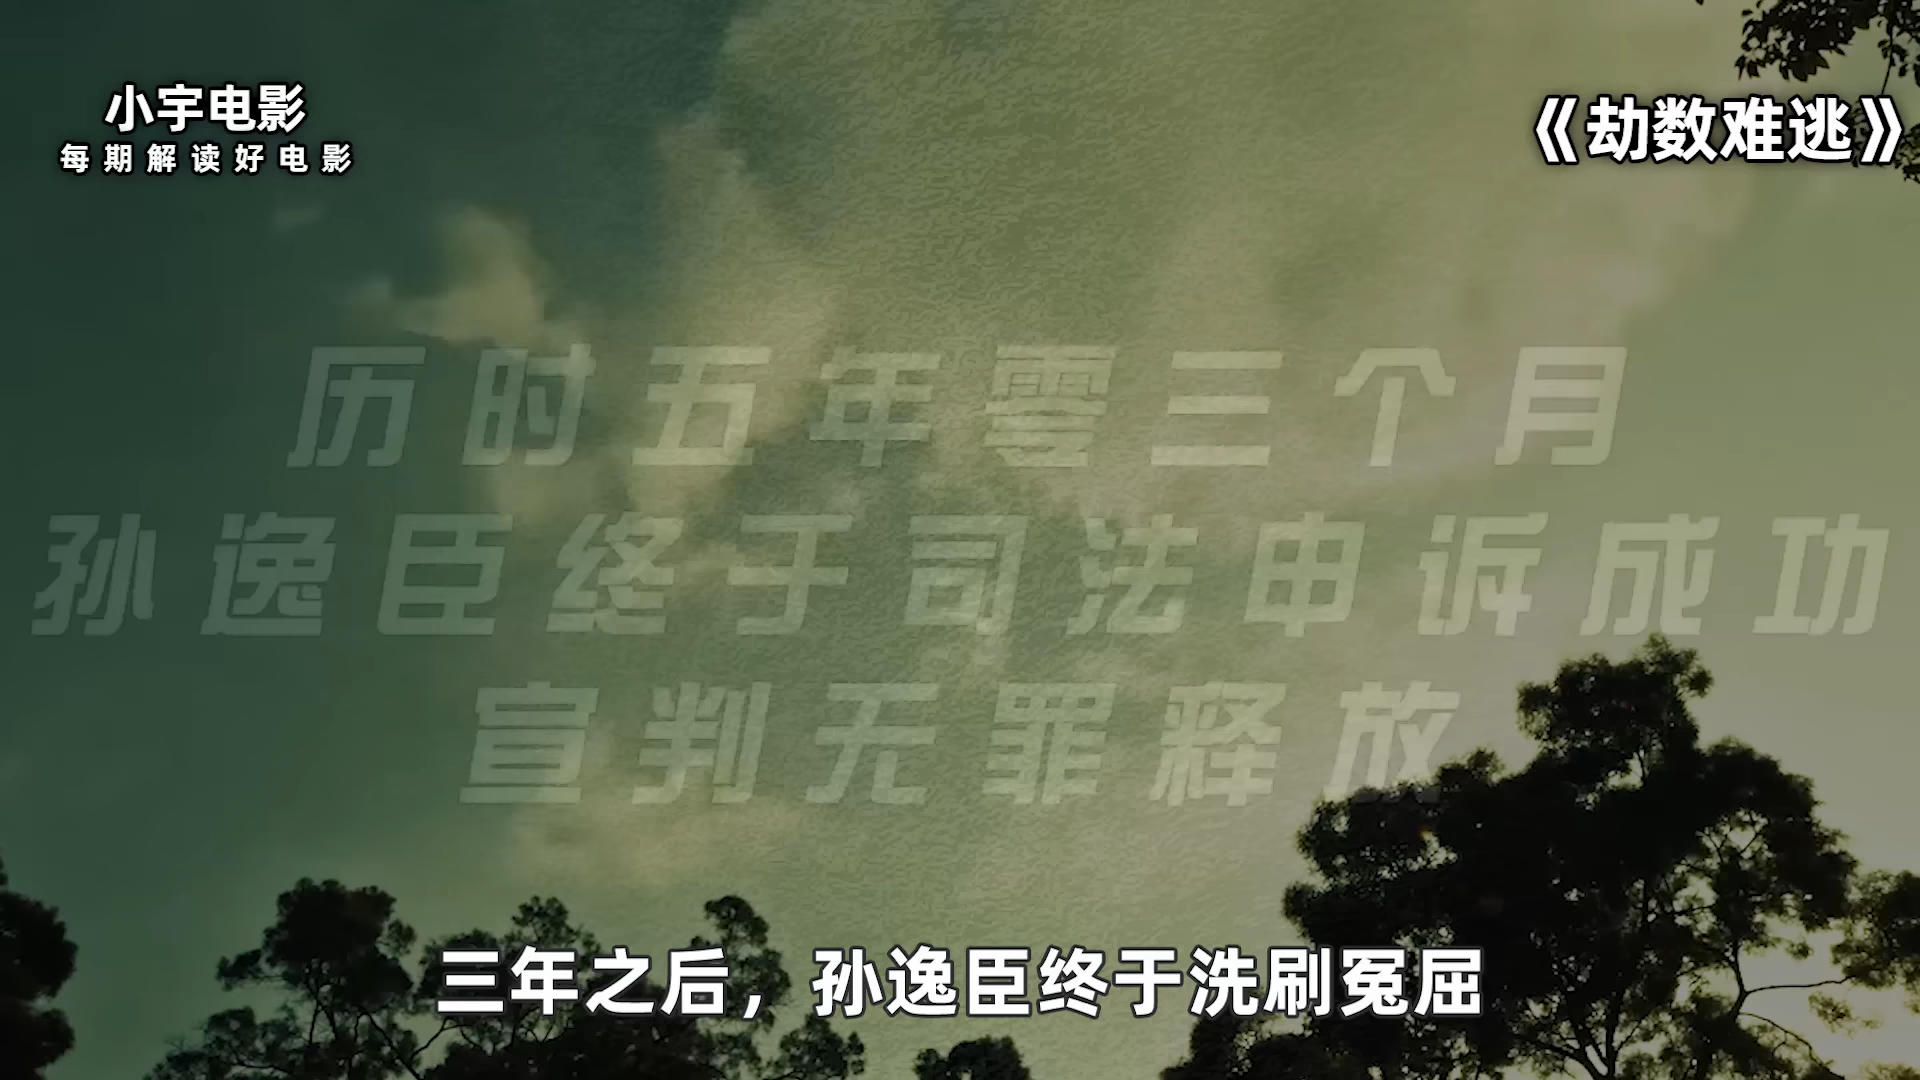 小宇电影
每期解读好电影
《劫数难逃》
历时五年零三个月
孙逸臣终于司法申诉成功
宣判无罪释放
三年之后，孙逸臣终于洗刷冤屈